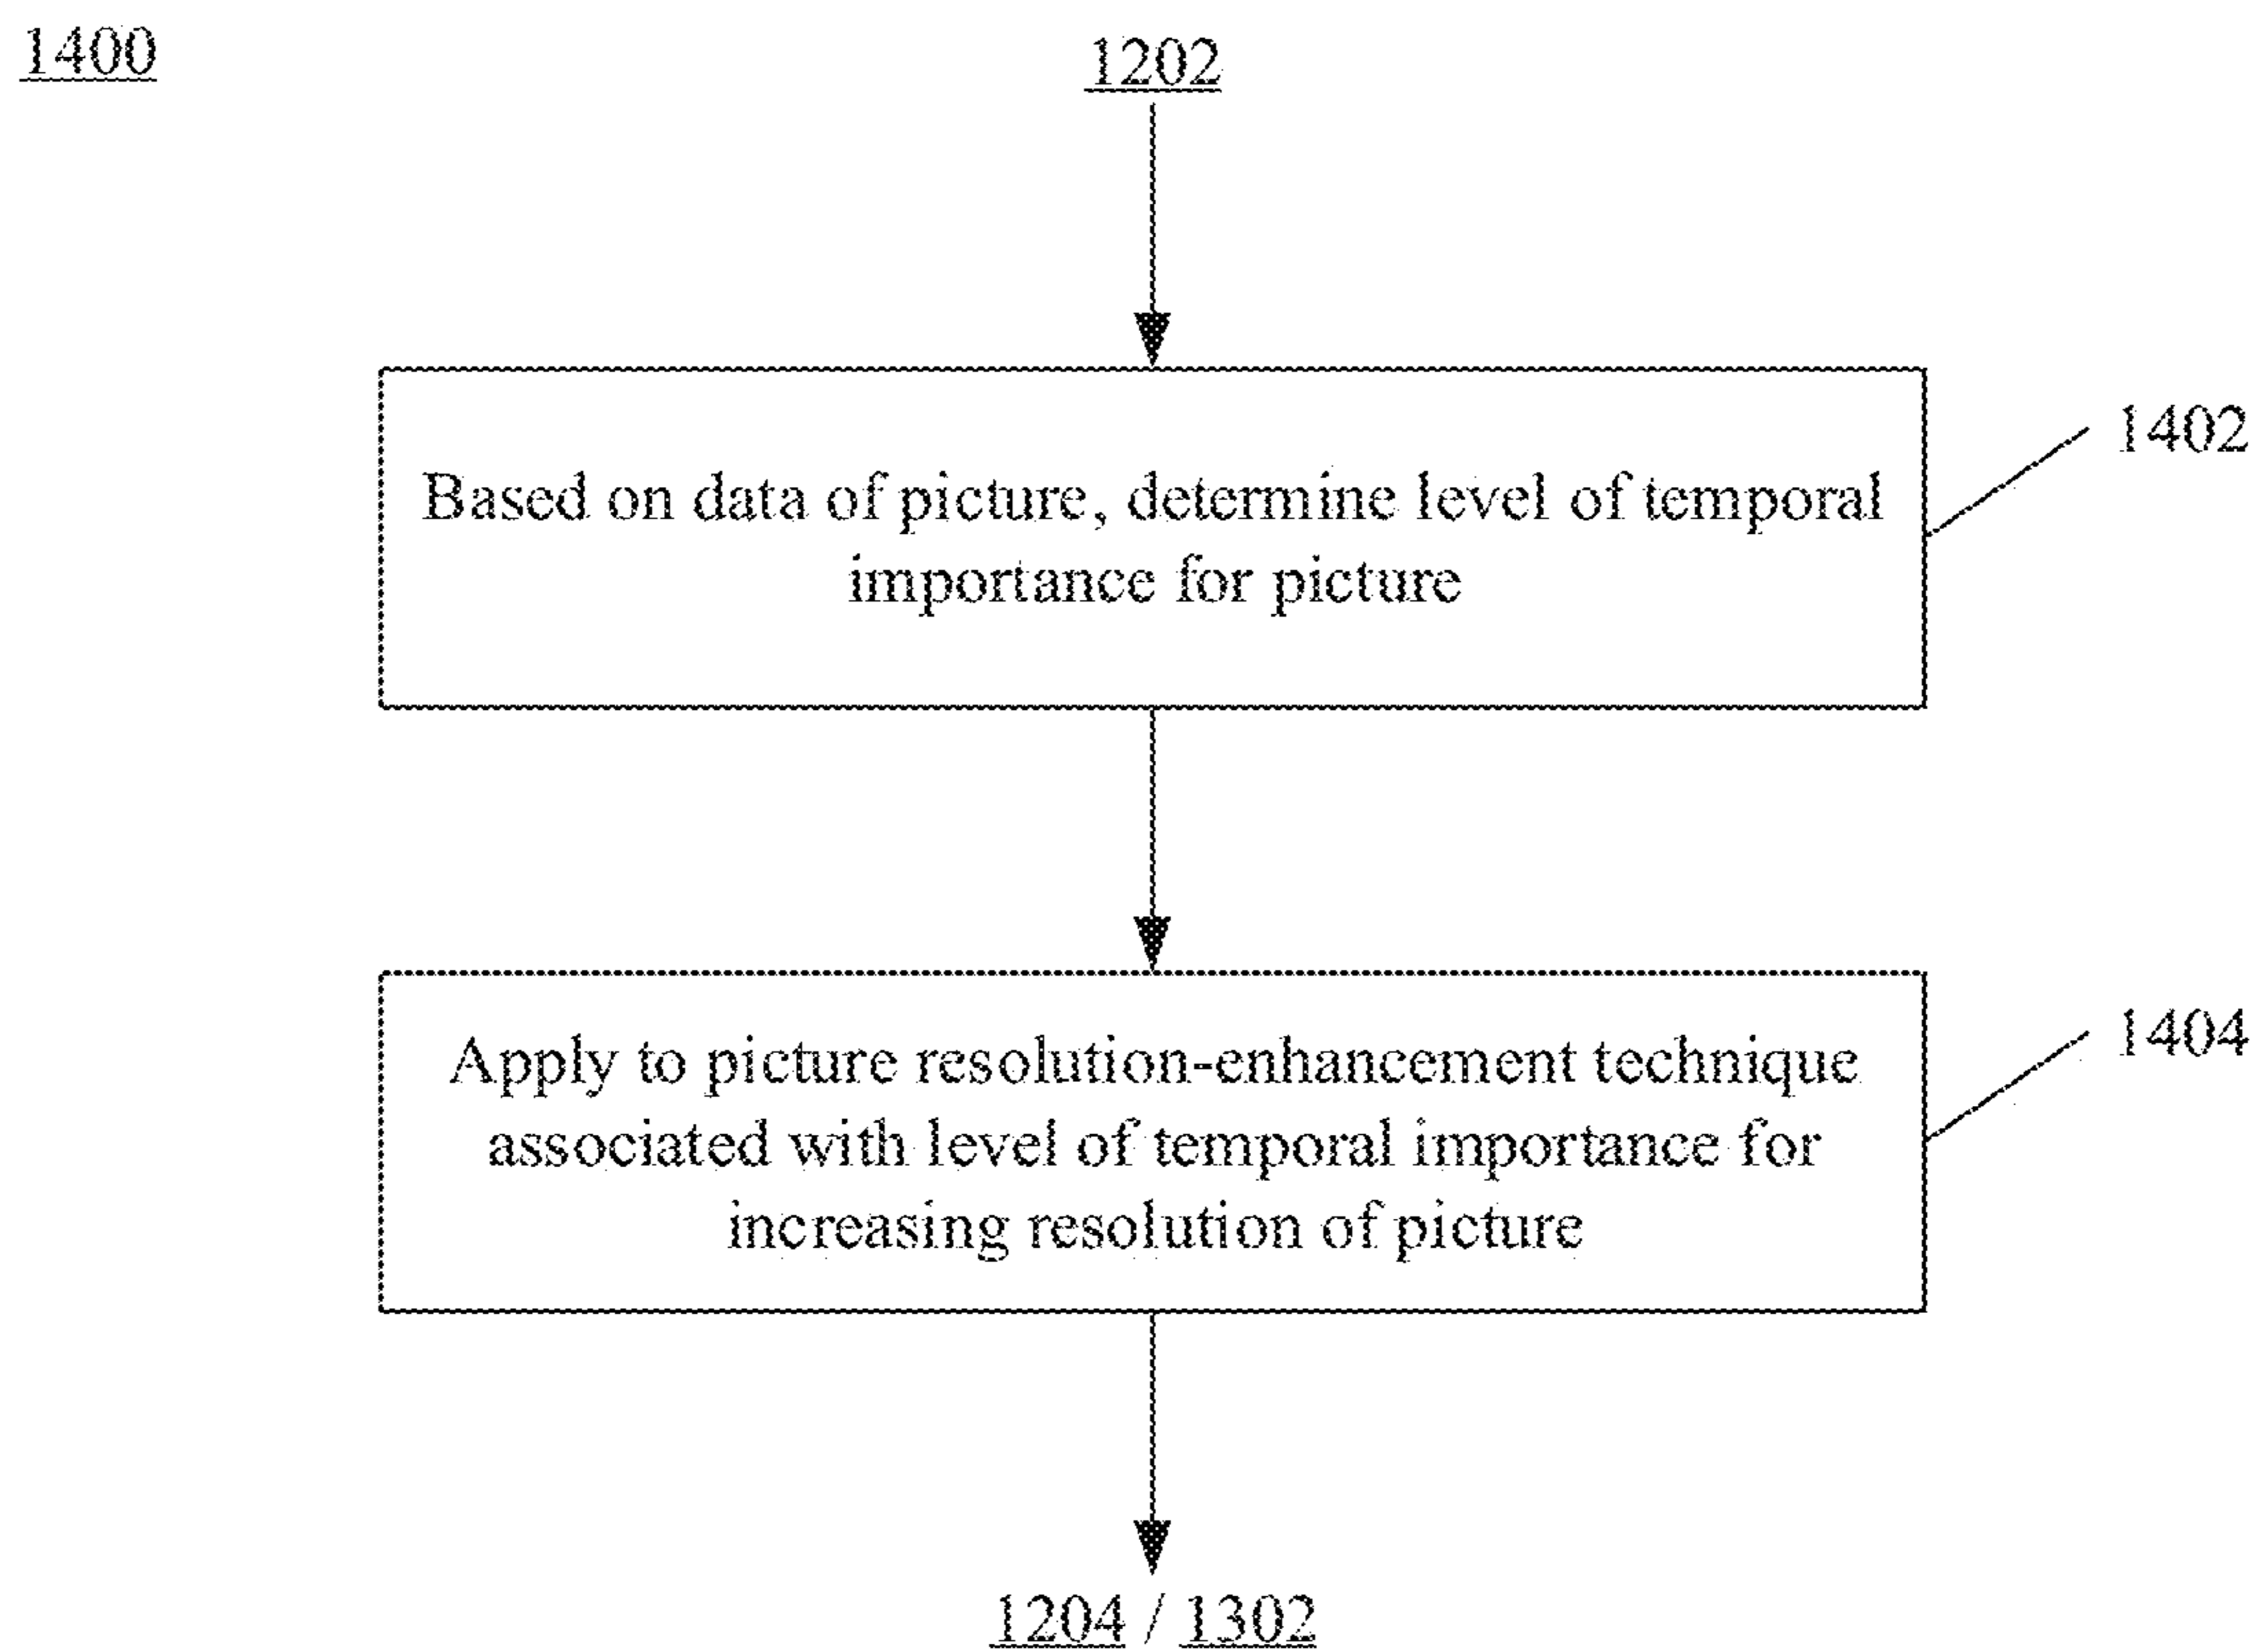 1400
1202
Based on data of picture, determine level of temporal
importance for picture
1402
Apply to picture resolution-enhancement technique
associated with level of temporal importance for
increasing resolution of picture
1404
1204 / 1302